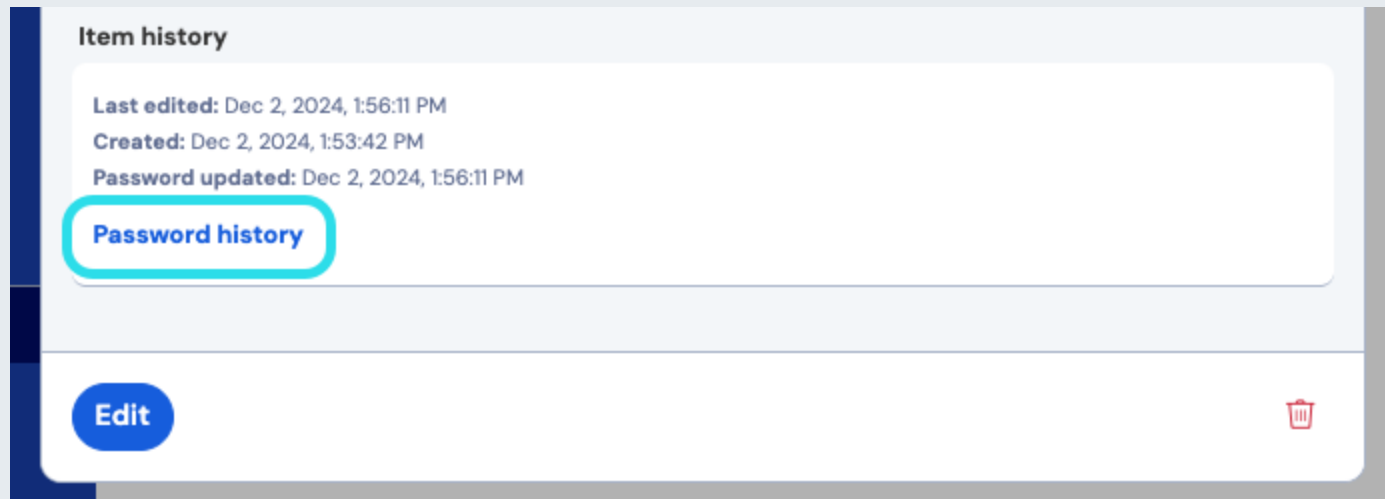 Item history
Last edited: Dec 2, 2024, 1:56:11 PM
Created: Dec 2, 2024, 1:53:42 PM
Password updated: Dec 2, 2024, 1:56:11 PM
Password history
Edit